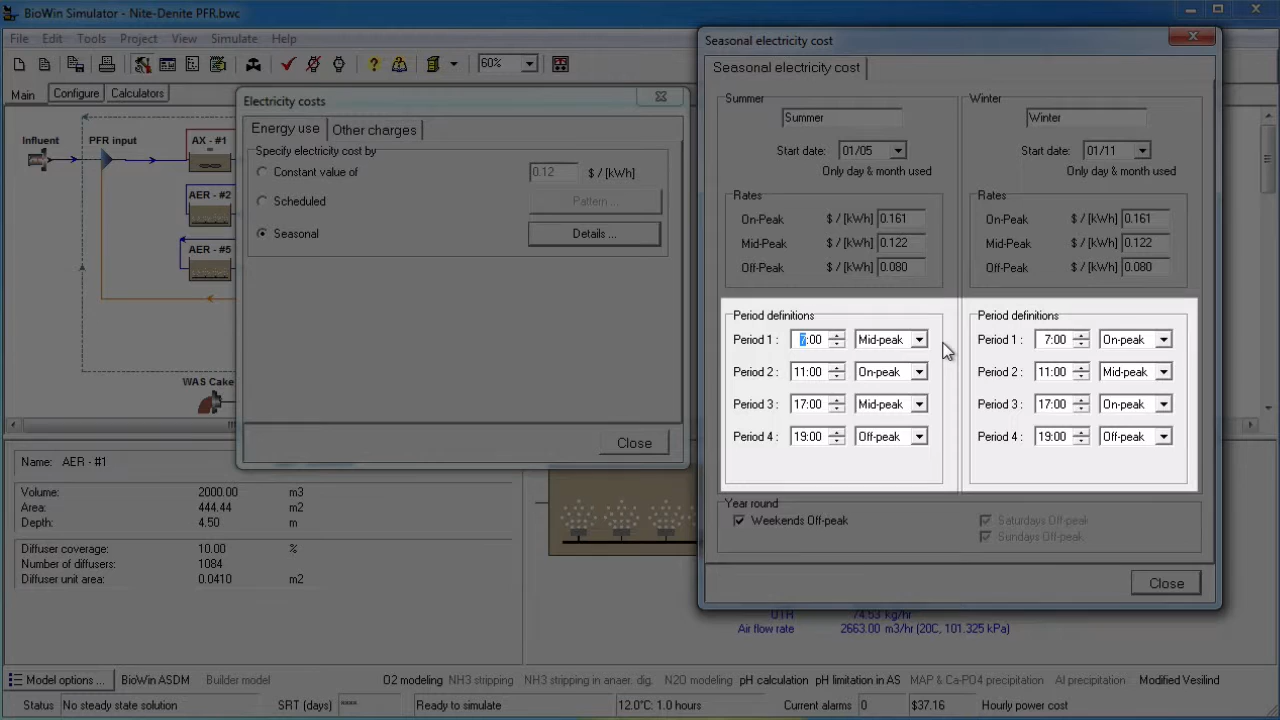 BioWin Simulator - Nite-Denite PFR.bwc
File Edit Tools Project View Simulate Help
60%
Main Configure Calculators
Influent
PFR input
AX - #1
AER - #2
AER - #5
WAS Cake
Electricity costs
Energy use Other charges
Specify electricity cost by
Constant value of 0.12 $ / [kWh]
Scheduled Pattern ...
Seasonal Details ...
Close
Seasonal electricity cost
Seasonal electricity cost
Summer
Summer
Start date: 01/05
Only day & month used
Rates
On-Peak $ / [kWh] 0.161
Mid-Peak $ / [kWh] 0.122
Off-Peak $ / [kWh] 0.080
Period definitions
Period 1 : 7:00 Mid-peak
Period 2 : 11:00 On-peak
Period 3 : 17:00 Mid-peak
Period 4 : 19:00 Off-peak
Winter
Winter
Start date: 01/11
Only day & month used
Rates
On-Peak $ / [kWh] 0.161
Mid-Peak $ / [kWh] 0.122
Off-Peak $ / [kWh] 0.080
Period definitions
Period 1 : 7:00 On-peak
Period 2 : 11:00 Mid-peak
Period 3 : 17:00 On-peak
Period 4 : 19:00 Off-peak
Year round
Weekends Off-peak
Saturdays Off-peak
Sundays Off-peak
Close
Name: AER - #1
Volume: 2000.00 m3
Area: 444.44 m2
Depth: 4.50 m
Diffuser coverage: 10.00 %
Number of diffusers: 1084
Diffuser unit area: 0.0410 m2
OTR 74.53 kg/hr
Air flow rate 2663.00 m3/hr (20C, 101.325 kPa)
Model options ... BioWin ASDM Builder model O2 modeling NH3 stripping NH3 stripping in anaer. dig. N2O modeling pH calculation pH limitation in AS MAP & Ca-PO4 precipitation Al precipitation Modified Vesilind
Status No steady state solution SRT (days) **** Ready to simulate 12.0°C: 1.0 hours Current alarms 0 $37.16 Hourly power cost